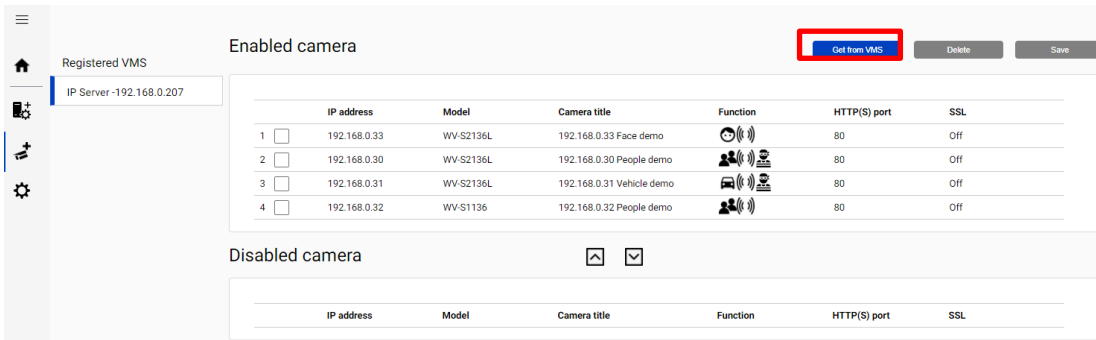 Enabled camera
Get from VMS Delete Save
Registered VMS
IP Server -192.168.0.207
IP address Model Camera title Function HTTP(S) port SSL
1 192.168.0.33 WV-S2136L 192.168.0.33 Face demo 80 Off
2 192.168.0.30 WV-S2136L 192.168.0.30 People demo 80 Off
3 192.168.0.31 WV-S2136L 192.168.0.31 Vehicle demo 80 Off
4 192.168.0.32 WV-S1136 192.168.0.32 People demo 80 Off
Disabled camera
IP address Model Camera title Function HTTP(S) port SSL